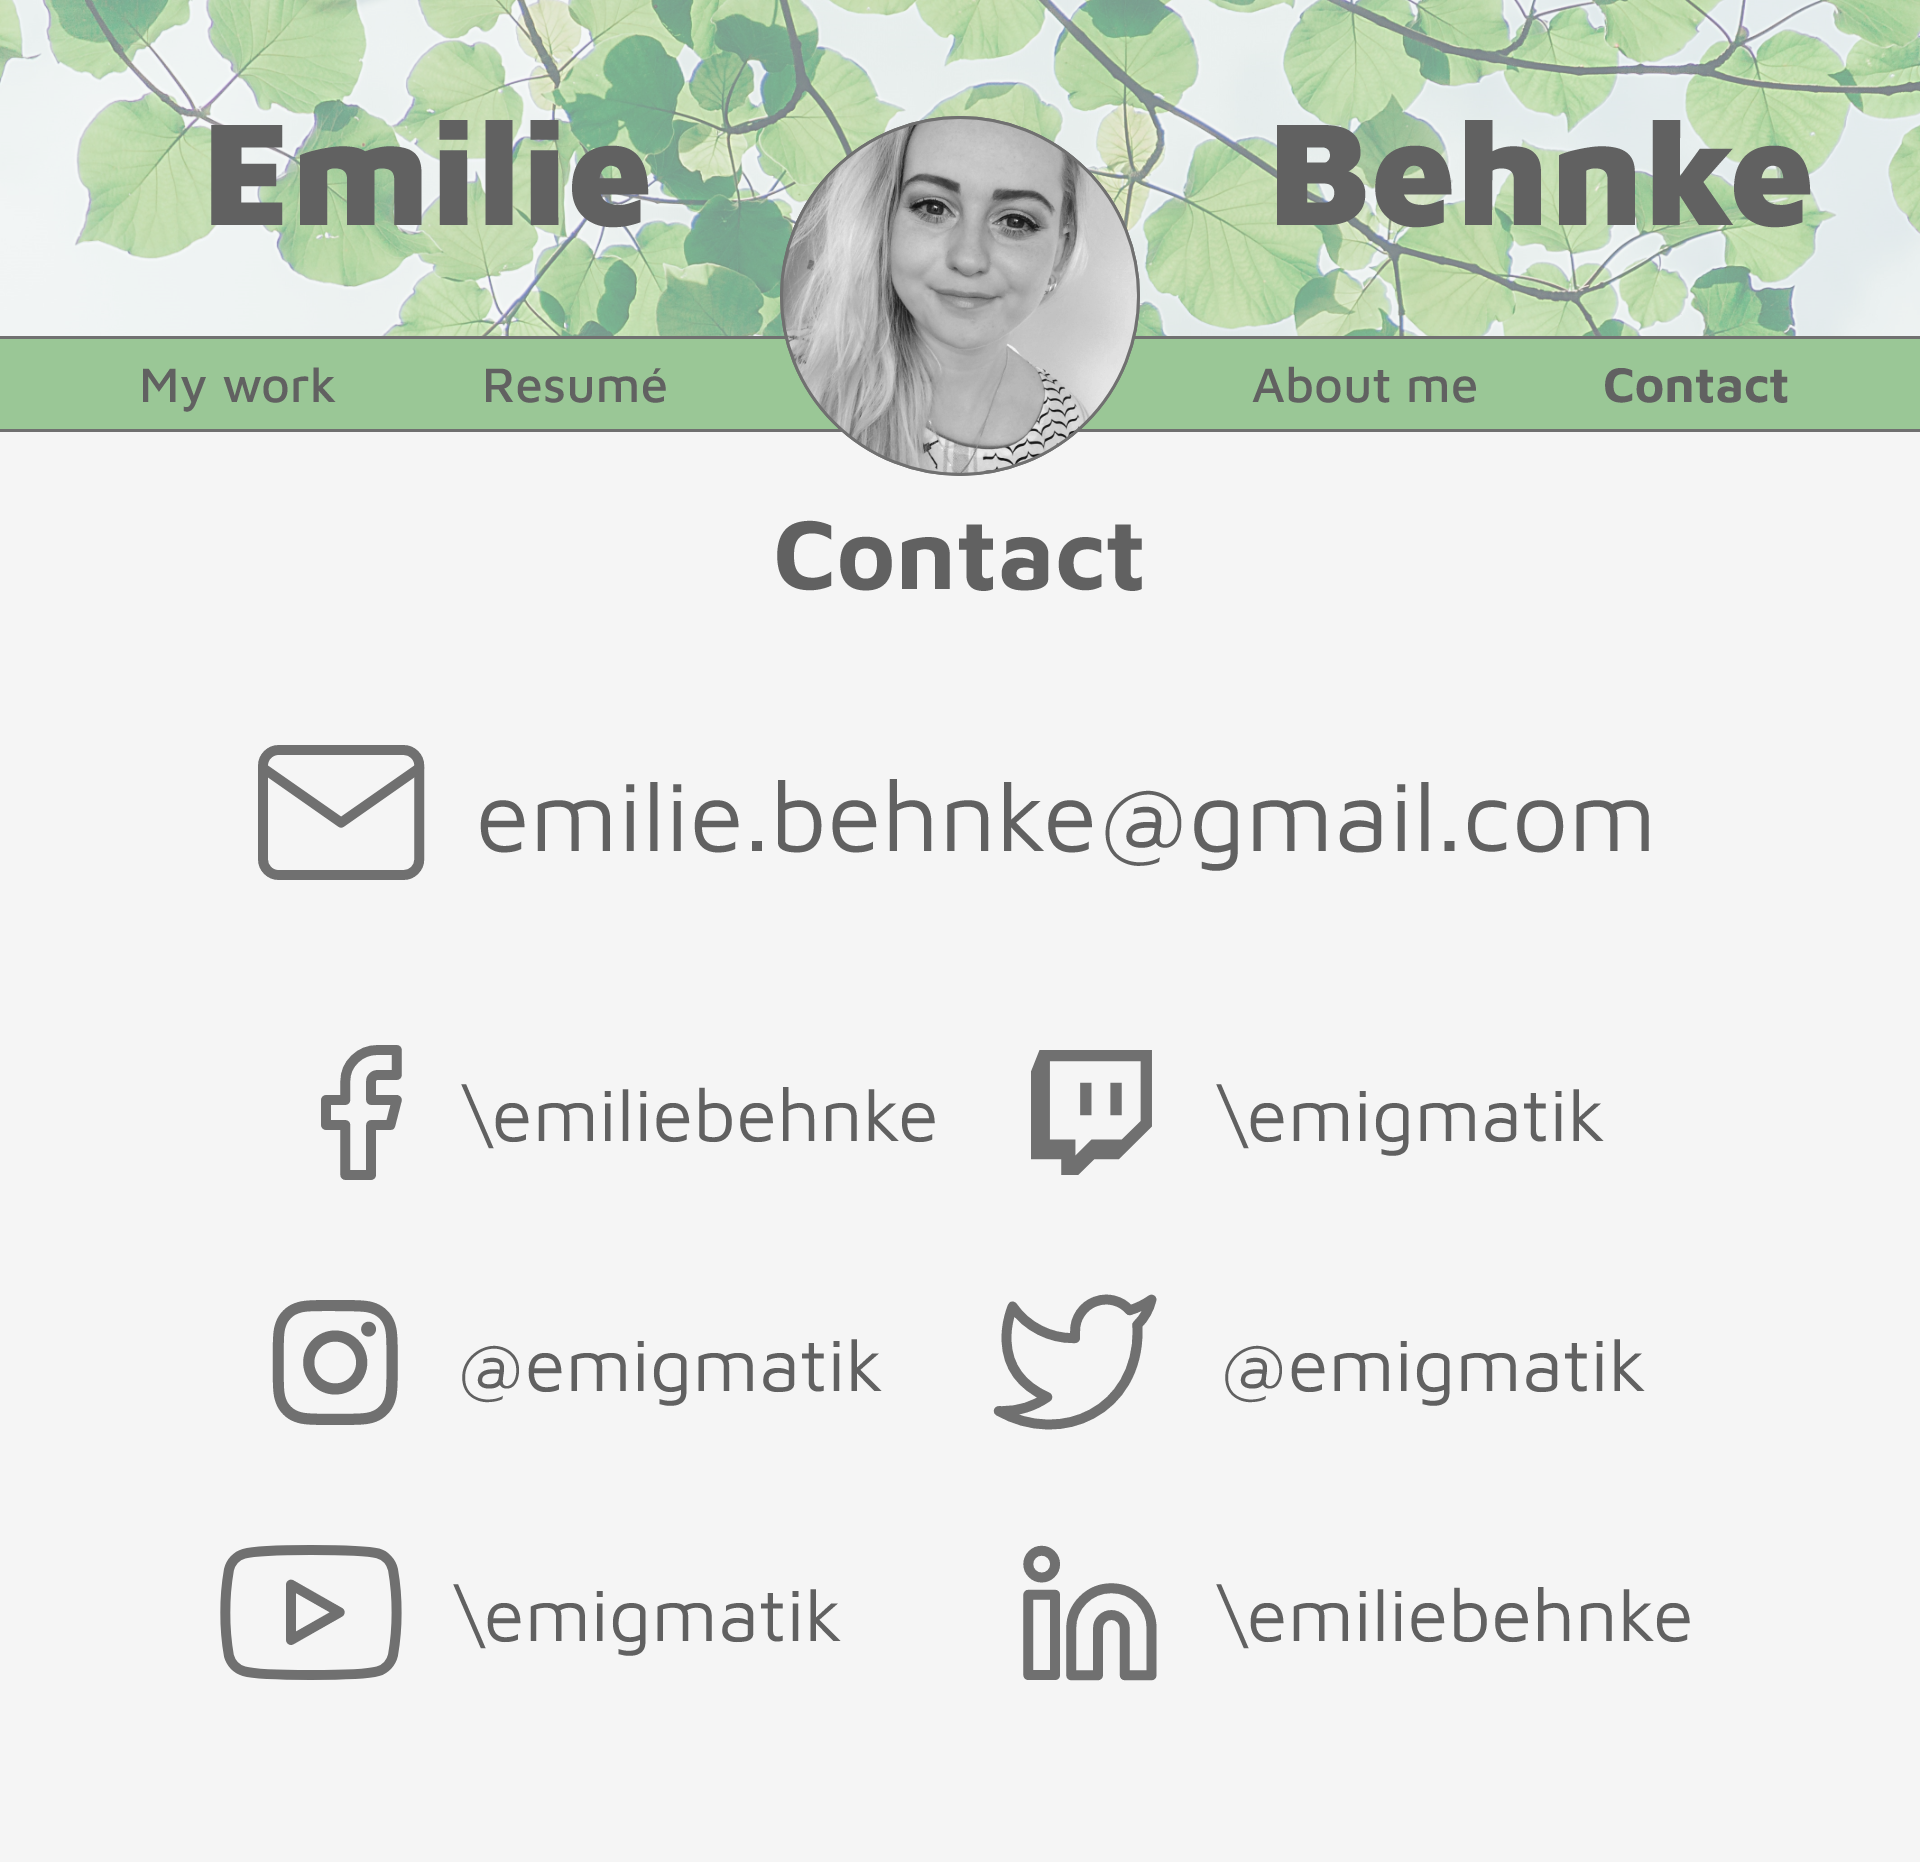 Emilie Behnke
My work Resumé About me Contact
Contact
emilie.behnke@gmail.com
\emiliebehnke \emigmatik
@emigmatik @emigmatik
\emigmatik \emiliebehnke